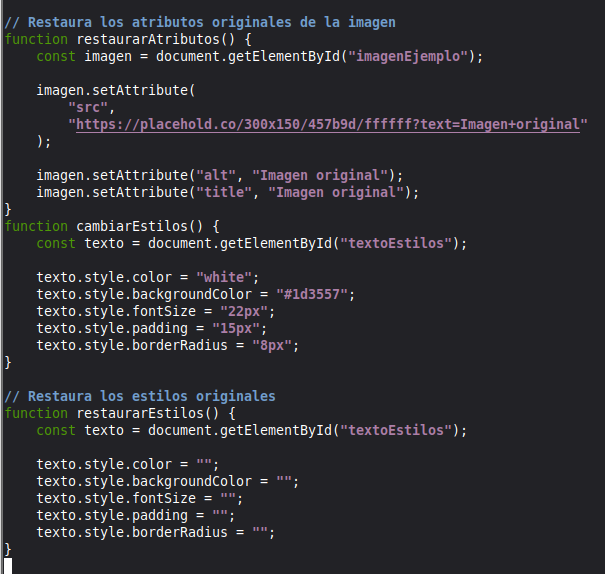 // Restaura los atributos originales de la imagen
function restaurarAtributos() {
    const imagen = document.getElementById("imagenEjemplo");

    imagen.setAttribute(
        "src",
        "https://placehold.co/300x150/457b9d/ffffff?text=Imagen+original"
    );

    imagen.setAttribute("alt", "Imagen original");
    imagen.setAttribute("title", "Imagen original");
}
function cambiarEstilos() {
    const texto = document.getElementById("textoEstilos");

    texto.style.color = "white";
    texto.style.backgroundColor = "#1d3557";
    texto.style.fontSize = "22px";
    texto.style.padding = "15px";
    texto.style.borderRadius = "8px";
}

// Restaura los estilos originales
function restaurarEstilos() {
    const texto = document.getElementById("textoEstilos");

    texto.style.color = "";
    texto.style.backgroundColor = "";
    texto.style.fontSize = "";
    texto.style.padding = "";
    texto.style.borderRadius = "";
}